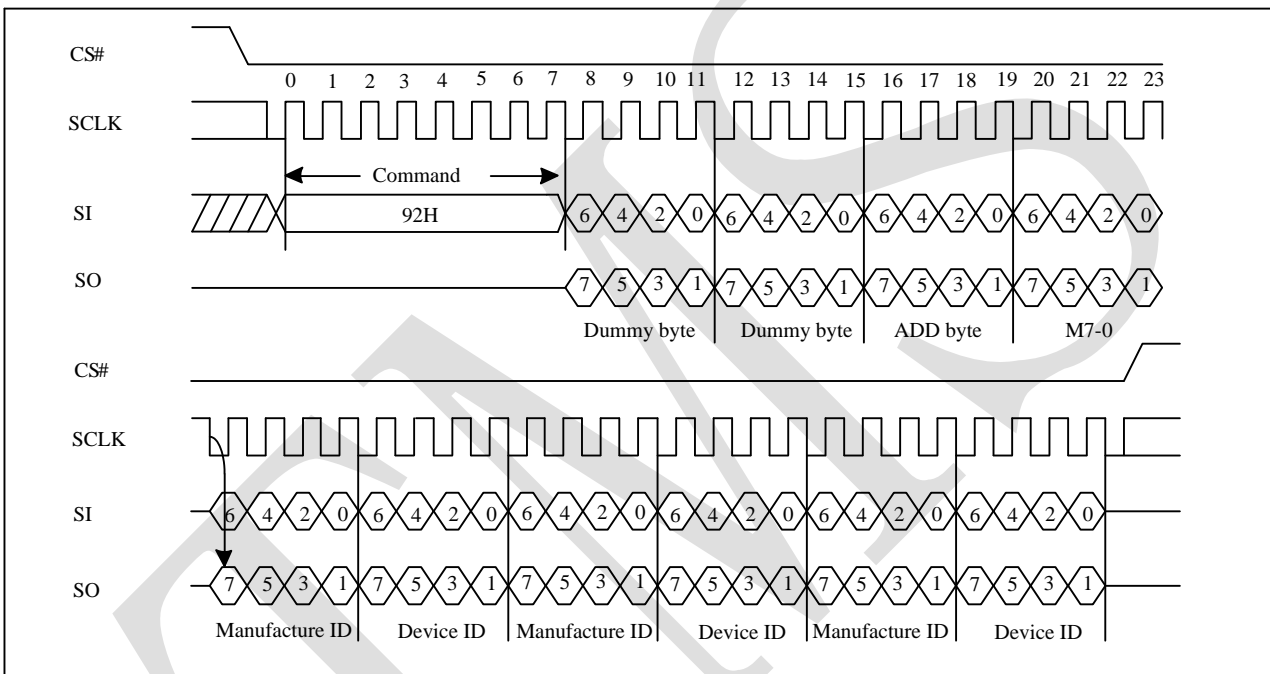 CS#
0 1 2 3 4 5 6 7 8 9 10 11 12 13 14 15 16 17 18 19 20 21 22 23
SCLK
Command
SI 92H 6 4 2 0 6 4 2 0 6 4 2 0 6 4 2 0
SO 7 5 3 1 7 5 3 1 7 5 3 1 7 5 3 1
Dummy byte Dummy byte ADD byte M7-0
CS#
SCLK
SI 6 4 2 0 6 4 2 0 6 4 2 0 6 4 2 0 6 4 2 0 6 4 2 0
SO 7 5 3 1 7 5 3 1 7 5 3 1 7 5 3 1 7 5 3 1 7 5 3 1
Manufacture ID Device ID Manufacture ID Device ID Manufacture ID Device ID
TMS